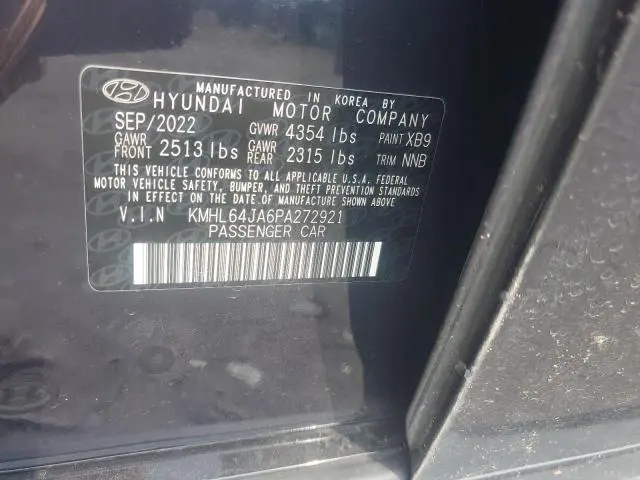 MANUFACTURED IN KOREA BY
HYUNDAI MOTOR COMPANY
SEP/2022 GVWR 4354 lbs PAINT XB9
GAWR FRONT 2513 lbs GAWR REAR 2315 lbs TRIM NNB
THIS VEHICLE CONFORMS TO ALL APPLICABLE U.S.A. FEDERAL
MOTOR VEHICLE SAFETY, BUMPER, AND THEFT PREVENTION STANDARDS
IN EFFECT ON THE DATE OF MANUFACTURE SHOWN ABOVE.
V.I.N KMHL64JA6PA272921
PASSENGER CAR